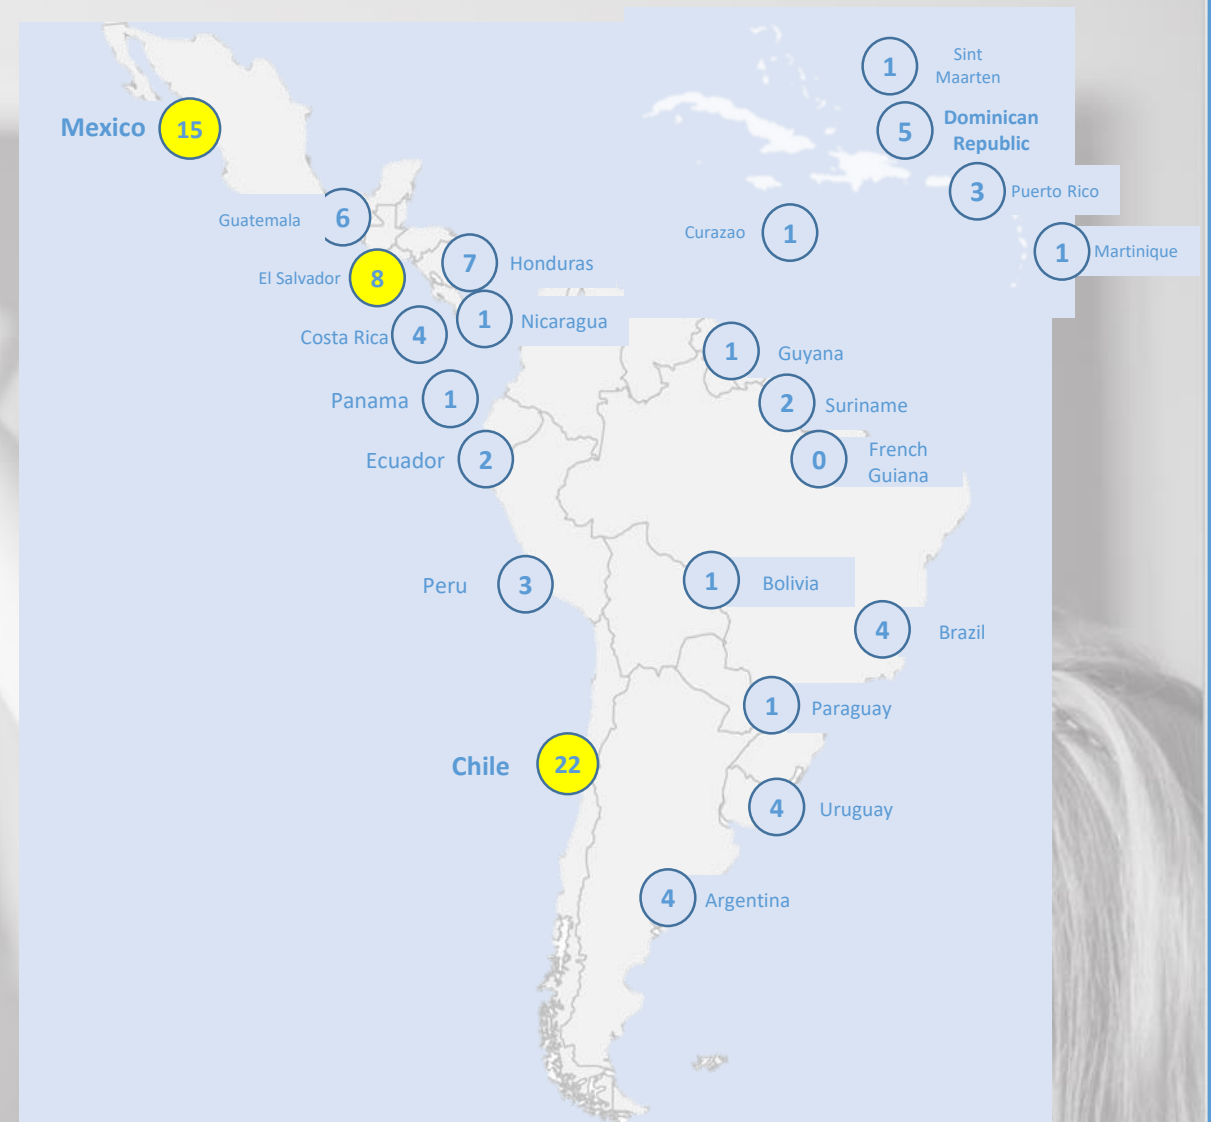 1
Sint
Maarten
Mexico
15
5
Dominican
Republic
3
Puerto Rico
Guatemala
6
Curazao
1
1
Martinique
El Salvador
8
7
Honduras
Costa Rica
4
1
Nicaragua
1
Guyana
Panama
1
2
Suriname
Ecuador
2
0
French
Guiana
Peru
3
1
Bolivia
4
Brazil
1
Paraguay
Chile
22
4
Uruguay
4
Argentina